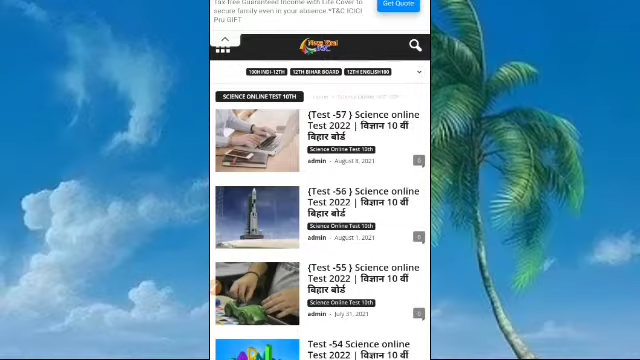 Tax-free Guaranteed Income with Life Cover to
secure family even in your absence.*T&C ICICI
Pru GIFT
Get Quote
100HINDI-12TH 12TH BIHAR BOARD 12TH ENGLISH100
SCIENCE ONLINE TEST 10TH
{Test -57 } Science online
Test 2022 | विज्ञान 10 वीं
बिहार बोर्ड
Science Online Test 10th
admin - August 8, 2021 0
{Test -56 } Science online
Test 2022 | विज्ञान 10 वीं
बिहार बोर्ड
Science Online Test 10th
admin - August 1, 2021 0
{Test -55 } Science online
Test 2022 | विज्ञान 10 वीं
बिहार बोर्ड
Science Online Test 10th
admin - July 31, 2021 0
Test -54 Science online
Test 2022 | विज्ञान 10 वीं